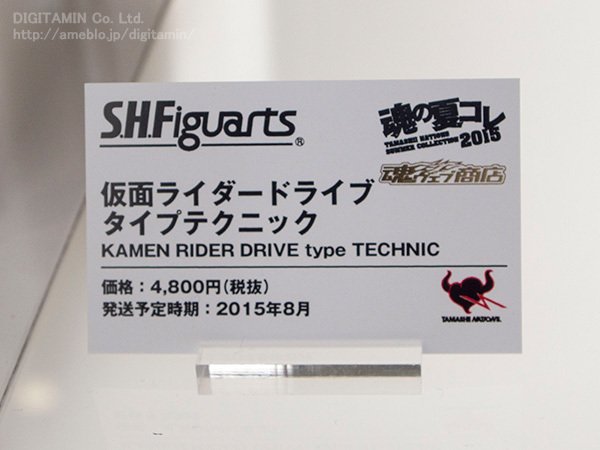 DIGITAMIN Co. Ltd.
http://ameblo.jp/digitamin/
S.H.Figuarts®
魂の夏コレ
TAMASHII NATIONS
SUMMER COLLECTION 2015
魂ウェブ商店
仮面ライダードライブ
タイプテクニック
KAMEN RIDER DRIVE type TECHNIC
価格：4,800円(税抜)
発送予定時期：2015年8月
TAMASHII NATIONS.